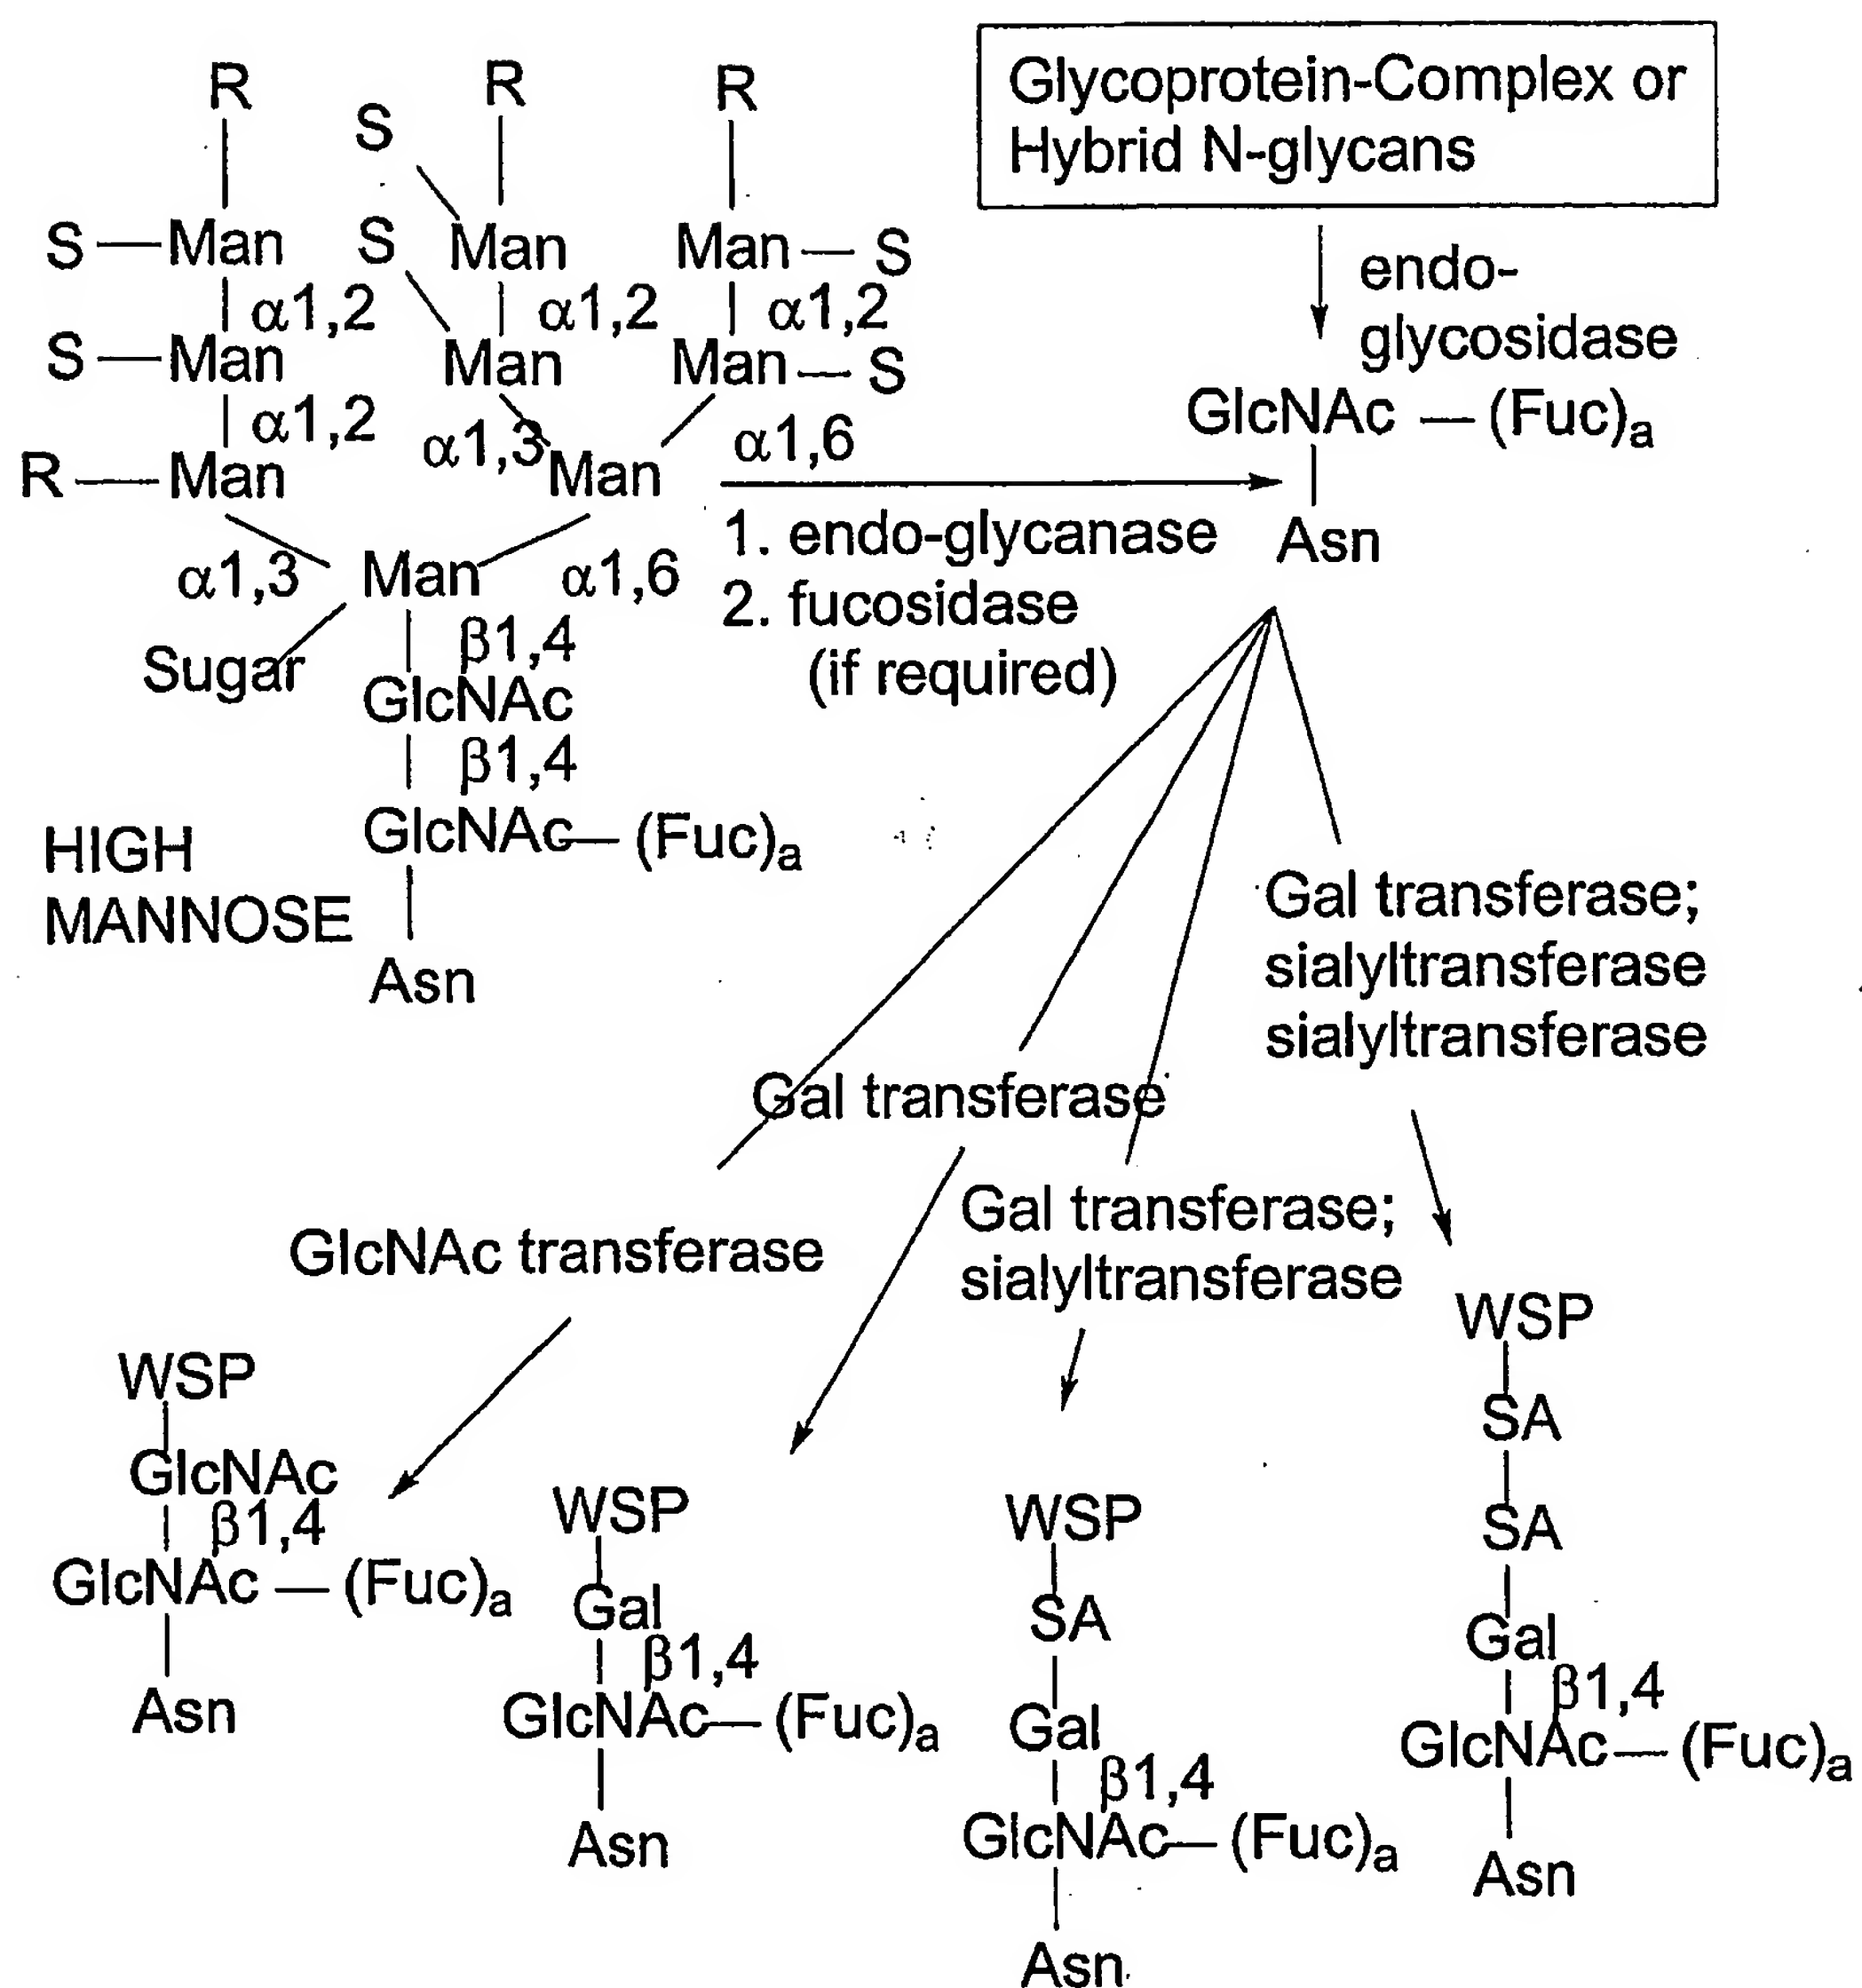 R
R
R
S
Glycoprotein-Complex or
Hybrid N-glycans
S — Man
S
Man
Man — S
α1,2
α1,2
α1,2
endo-
glycosidase
S — Man
Man
Man — S
α1,2
α1,3
α1,6
GlcNAc — (Fuc)a
R — Man
Man
1. endo-glycanase
2. fucosidase
(if required)
Asn
α1,3
Man
α1,6
Sugar
β1,4
GlcNAc
β1,4
GlcNAc — (Fuc)a
HIGH
MANNOSE
Asn
Gal transferase;
sialyltransferase
sialyltransferase
Gal transferase
Gal transferase;
sialyltransferase
GlcNAc transferase
WSP
GlcNAc
β1,4
GlcNAc — (Fuc)a
Asn
WSP
Gal
β1,4
GlcNAc — (Fuc)a
Asn
WSP
SA
Gal
β1,4
GlcNAc — (Fuc)a
Asn
WSP
SA
SA
Gal
β1,4
GlcNAc — (Fuc)a
Asn